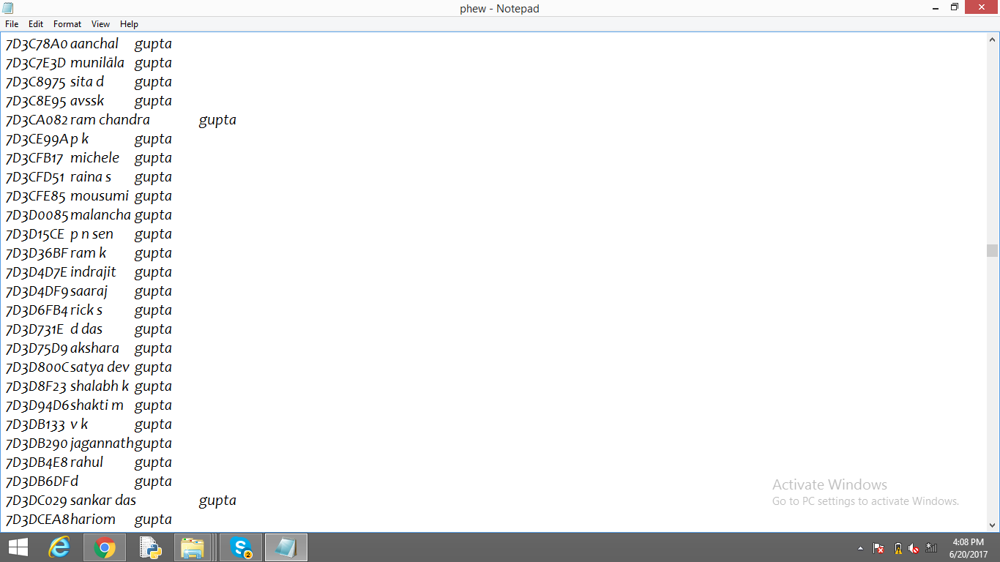 phew - Notepad
File Edit Format View Help
7D3C78A0 aanchal gupta
7D3C7E3D munilāla gupta
7D3C8975 sita d gupta
7D3C8E95 avssk gupta
7D3CA082 ram chandra gupta
7D3CE99A p k gupta
7D3CFB17 michele gupta
7D3CFD51 raina s gupta
7D3CFE85 mousumi gupta
7D3D0085 malancha gupta
7D3D15CE p n sen gupta
7D3D36BF ram k gupta
7D3D4D7E indrajit gupta
7D3D4DF9 saaraj gupta
7D3D6FB4 rick s gupta
7D3D731E d das gupta
7D3D75D9 akshara gupta
7D3D800C satya dev gupta
7D3D8F23 shalabh k gupta
7D3D94D6 shakti m gupta
7D3DB133 v k gupta
7D3DB290 jagannath gupta
7D3DB4E8 rahul gupta
7D3DB6DF d gupta
7D3DC029 sankar das gupta
7D3DCEA8 hariom gupta
Activate Windows
Go to PC settings to activate Windows.
2
4:08 PM
6/20/2017